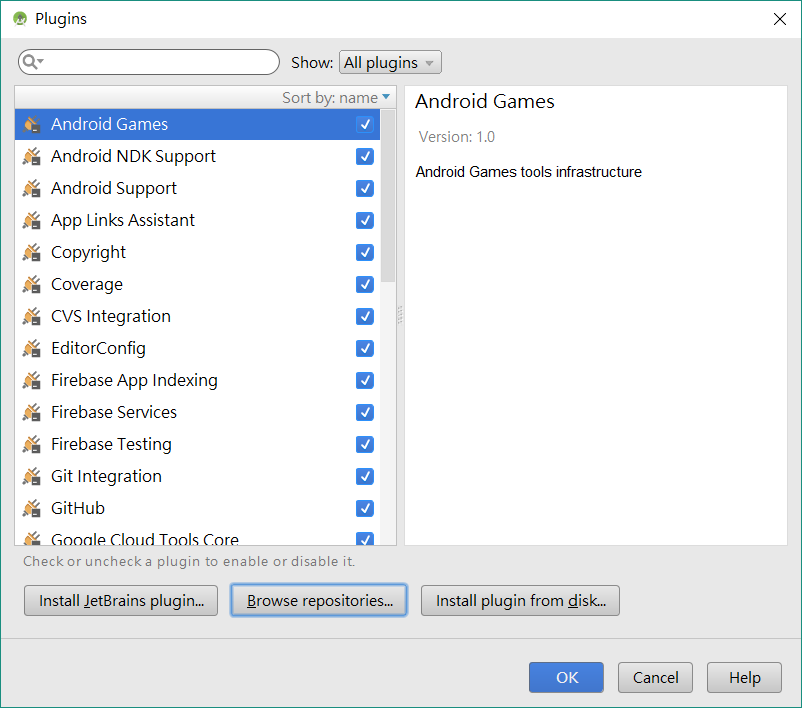 Plugins
Show: All plugins
Sort by: name
Android Games
Android NDK Support
Android Support
App Links Assistant
Copyright
Coverage
CVS Integration
EditorConfig
Firebase App Indexing
Firebase Services
Firebase Testing
Git Integration
GitHub
Google Cloud Tools Core
Android Games
Version: 1.0
Android Games tools infrastructure
Check or uncheck a plugin to enable or disable it.
Install JetBrains plugin... Browse repositories... Install plugin from disk...
OK Cancel Help